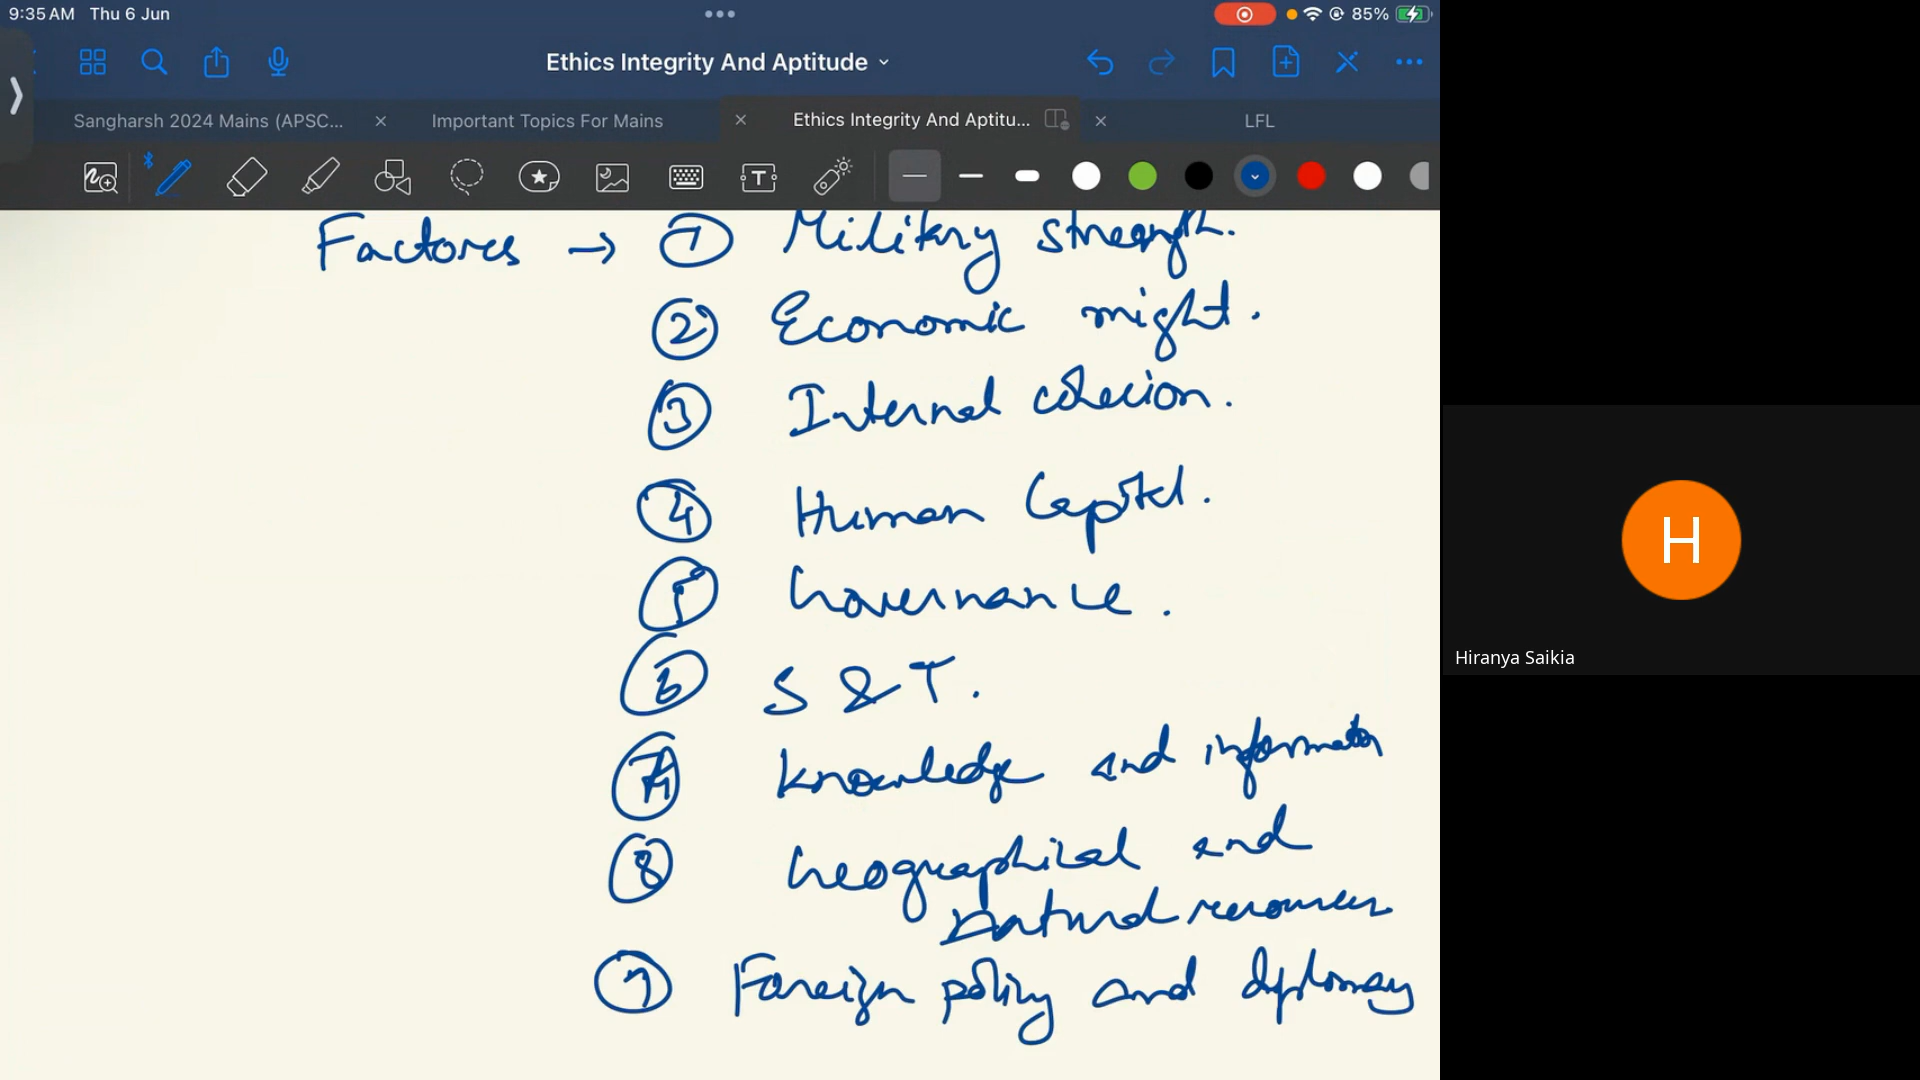 9:35 AM Thu 6 Jun
85%
Ethics Integrity And Aptitude
Sangharsh 2024 Mains (APSC...
Important Topics For Mains
Ethics Integrity And Aptitu...
LFL
T
Factores → ① Military strength.
② Economic might.
③ Internal cohecion.
④ Human Capital.
⑤ Governance.
⑥ S & T.
⑦ Knowledge and information
⑧ Geographical and
natural resources
⑨ Foreign policy and diplomacy
H
Hiranya Saikia